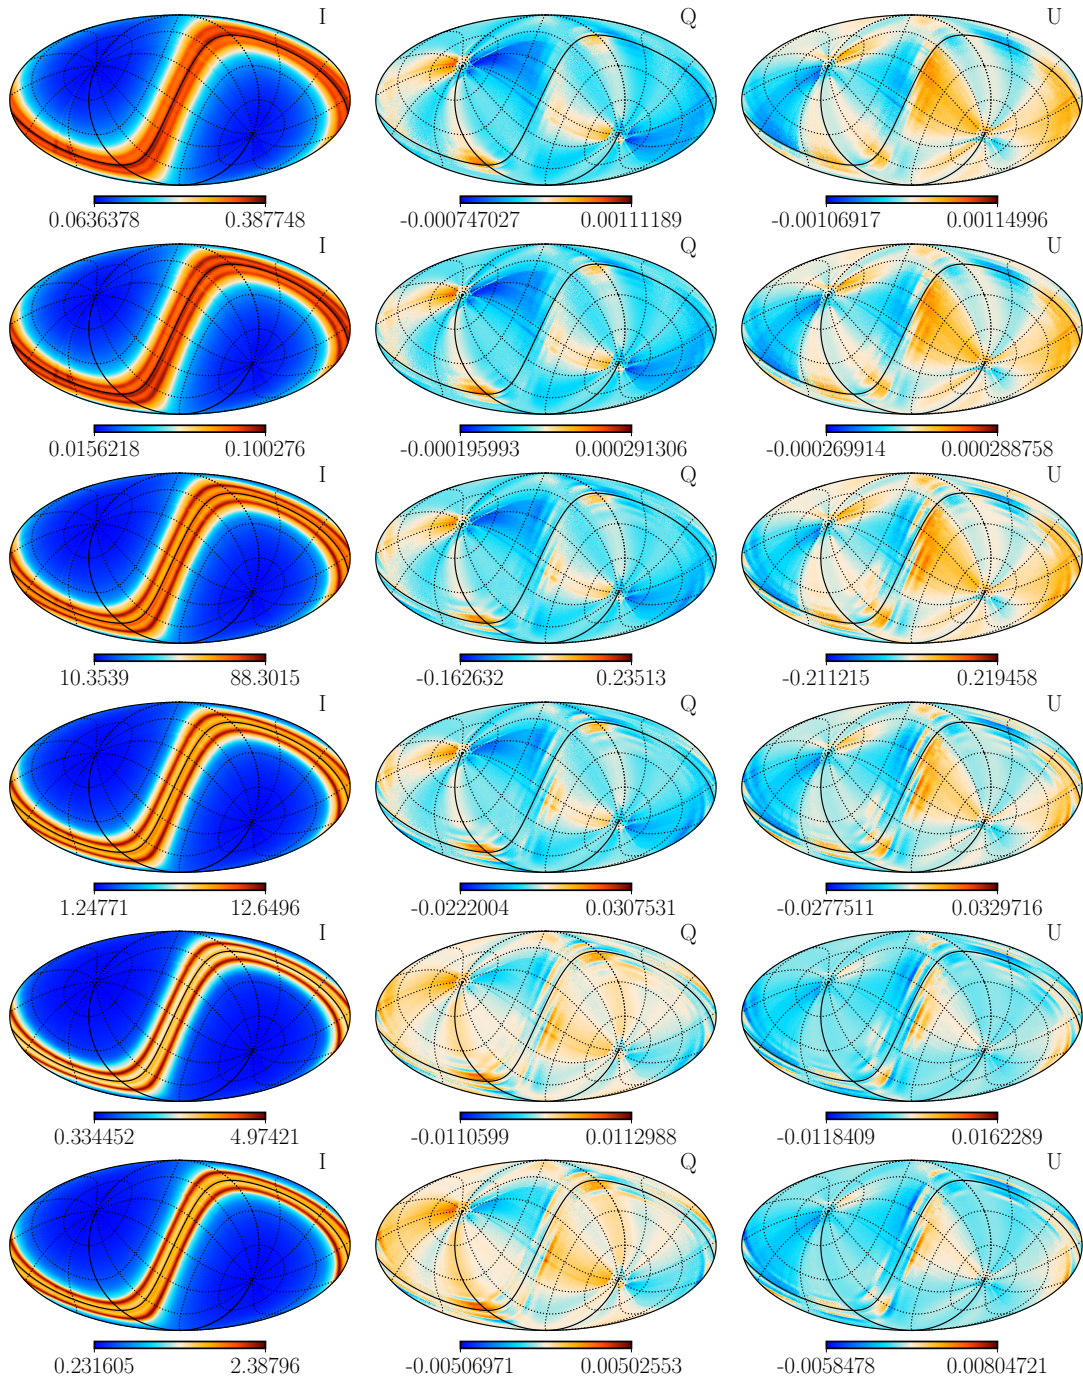 I Q U
0.0636378 0.387748 -0.000747027 0.00111189 -0.00106917 0.00114996
I Q U
0.0156218 0.100276 -0.000195993 0.000291306 -0.000269914 0.000288758
I Q U
10.3539 88.3015 -0.162632 0.23513 -0.211215 0.219458
I Q U
1.24771 12.6496 -0.0222004 0.0307531 -0.0277511 0.0329716
I Q U
0.334452 4.97421 -0.0110599 0.0112988 -0.0118409 0.0162289
I Q U
0.231605 2.38796 -0.00506971 0.00502553 -0.0058478 0.00804721